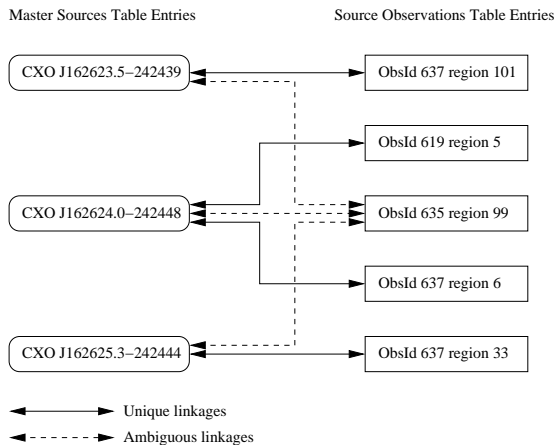 Master Sources Table Entries
Source Observations Table Entries
CXO J162623.5−242439
ObsId 637 region 101
ObsId 619 region 5
CXO J162624.0−242448
ObsId 635 region 99
ObsId 637 region 6
CXO J162625.3−242444
ObsId 637 region 33
Unique linkages
Ambiguous linkages